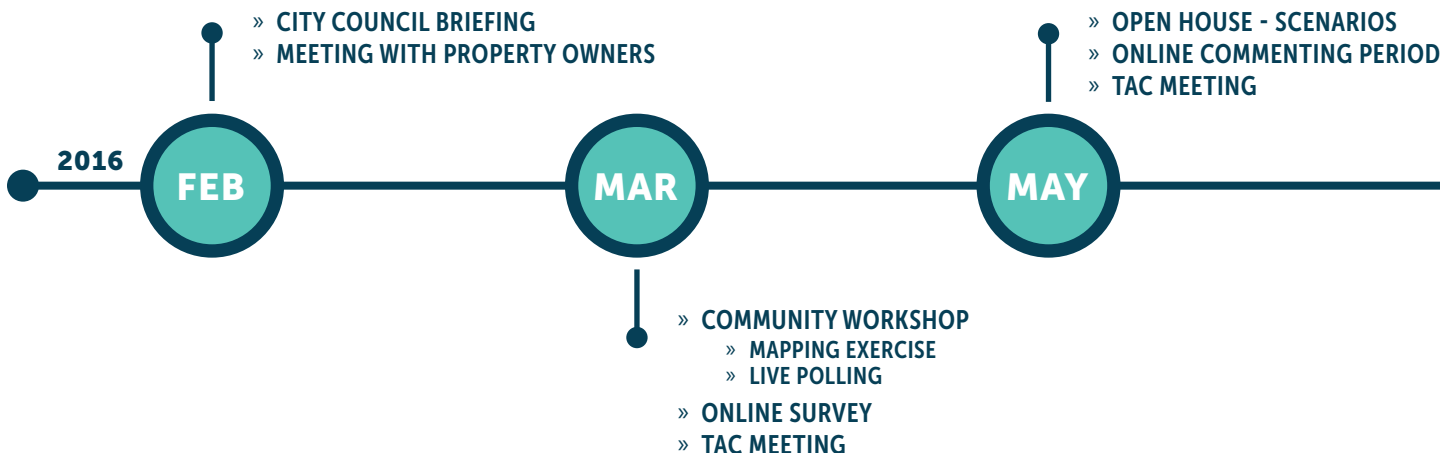 2016
FEB
» CITY COUNCIL BRIEFING
» MEETING WITH PROPERTY OWNERS
MAR
» COMMUNITY WORKSHOP
» MAPPING EXERCISE
» LIVE POLLING
» ONLINE SURVEY
» TAC MEETING
MAY
» OPEN HOUSE - SCENARIOS
» ONLINE COMMENTING PERIOD
» TAC MEETING